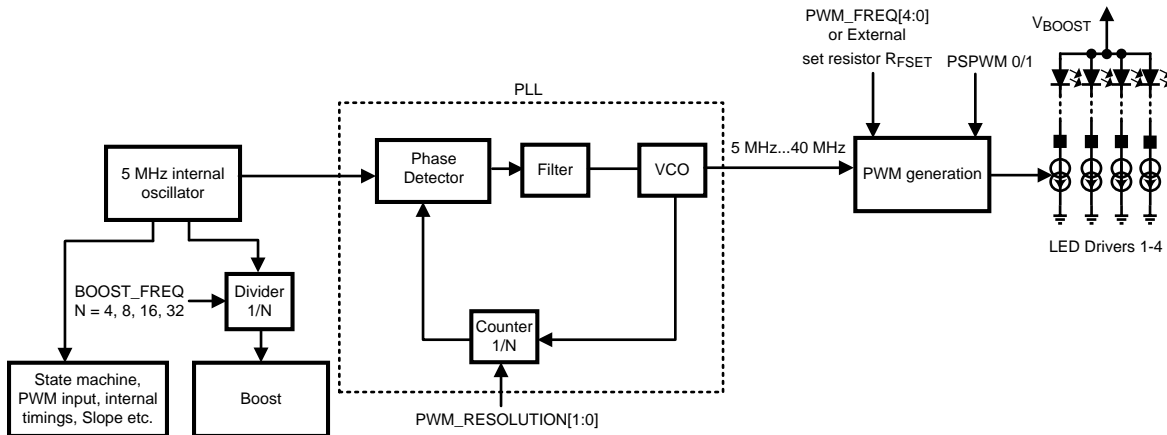 PWM_FREQ[4:0]
or External
set resistor RFSET
PSPWM 0/1
VBOOST
PLL
5 MHz internal
oscillator
Phase
Detector
Filter
VCO
5 MHz...40 MHz
PWM generation
LED Drivers 1-4
BOOST_FREQ
N = 4, 8, 16, 32
Divider
1/N
Counter
1/N
State machine,
PWM input, internal
timings, Slope etc.
Boost
PWM_RESOLUTION[1:0]